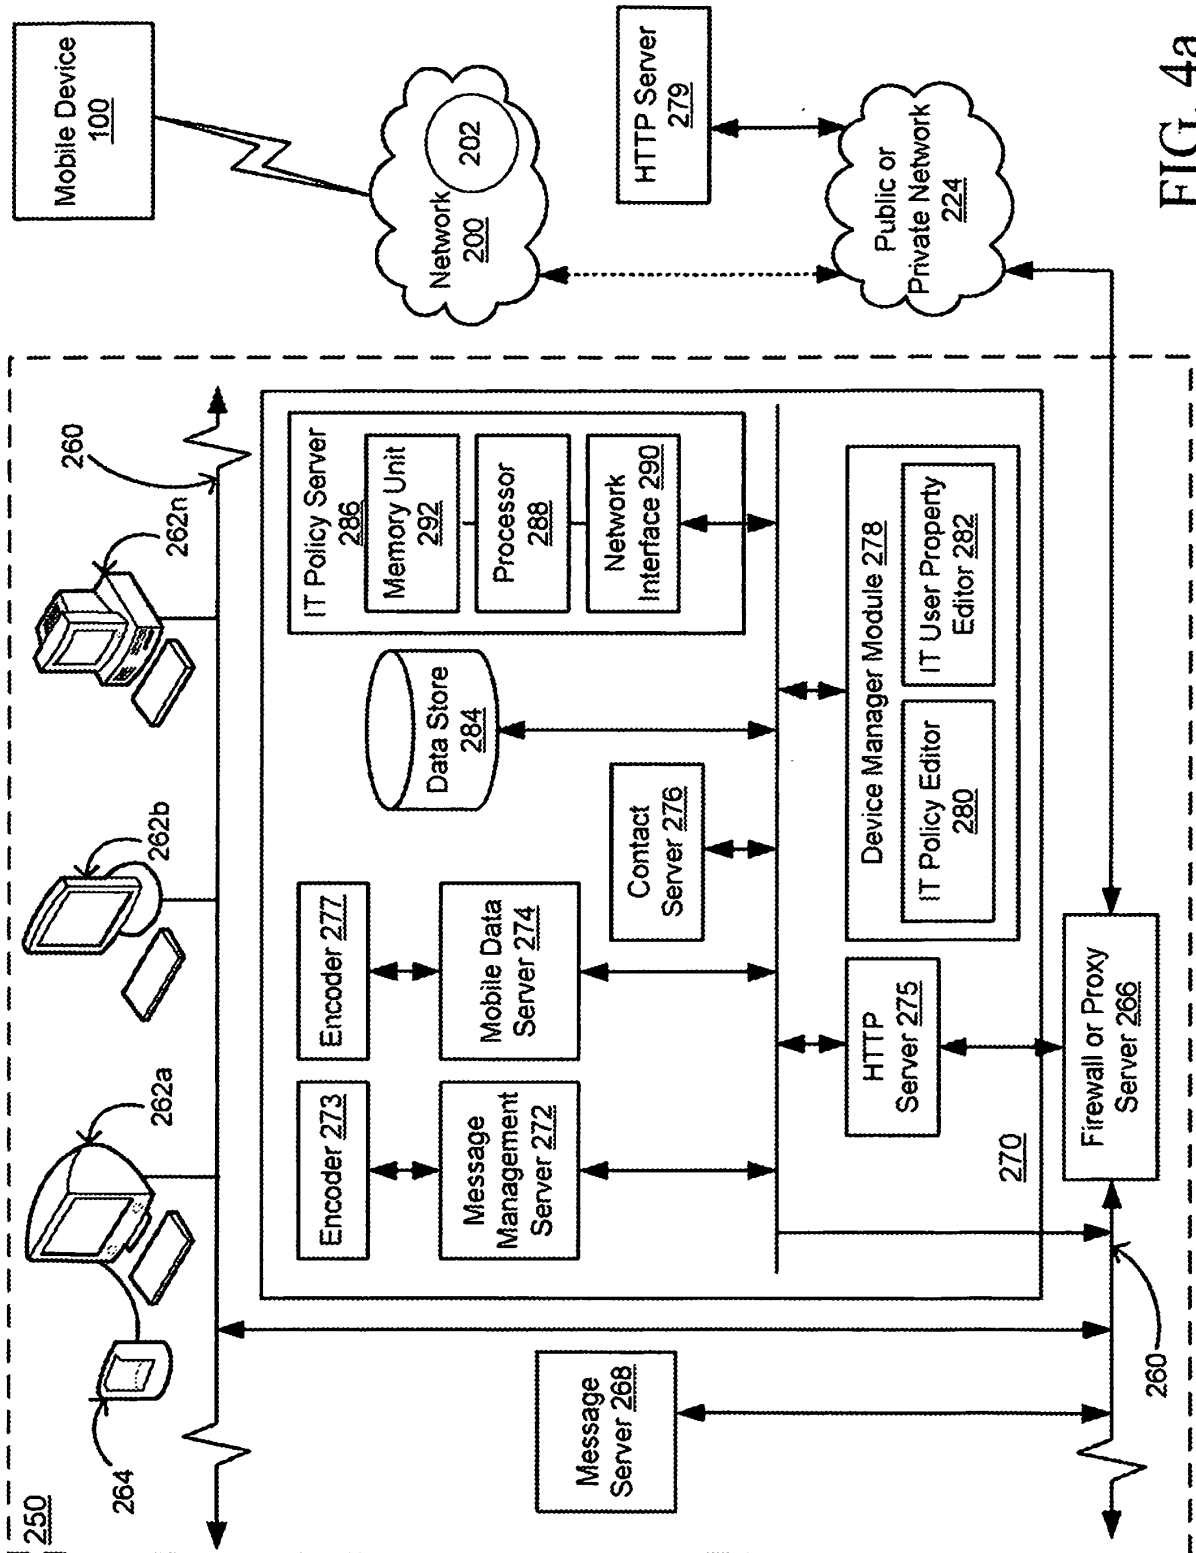 250
264
262a
262b
262n
260
Mobile Device
100
Network
200
202
HTTP Server
279
Public or
Private Network
224
Encoder 273
Message
Management
Server 272
Encoder 277
Mobile Data
Server 274
Contact
Server 276
Data Store
284
IT Policy Server
286
Memory Unit
292
Processor
288
Network
Interface 290
Message
Server 268
270
HTTP
Server 275
Device Manager Module 278
IT Policy Editor
280
IT User Property
Editor 282
260
Firewall or Proxy
Server 266
FIG. 4a